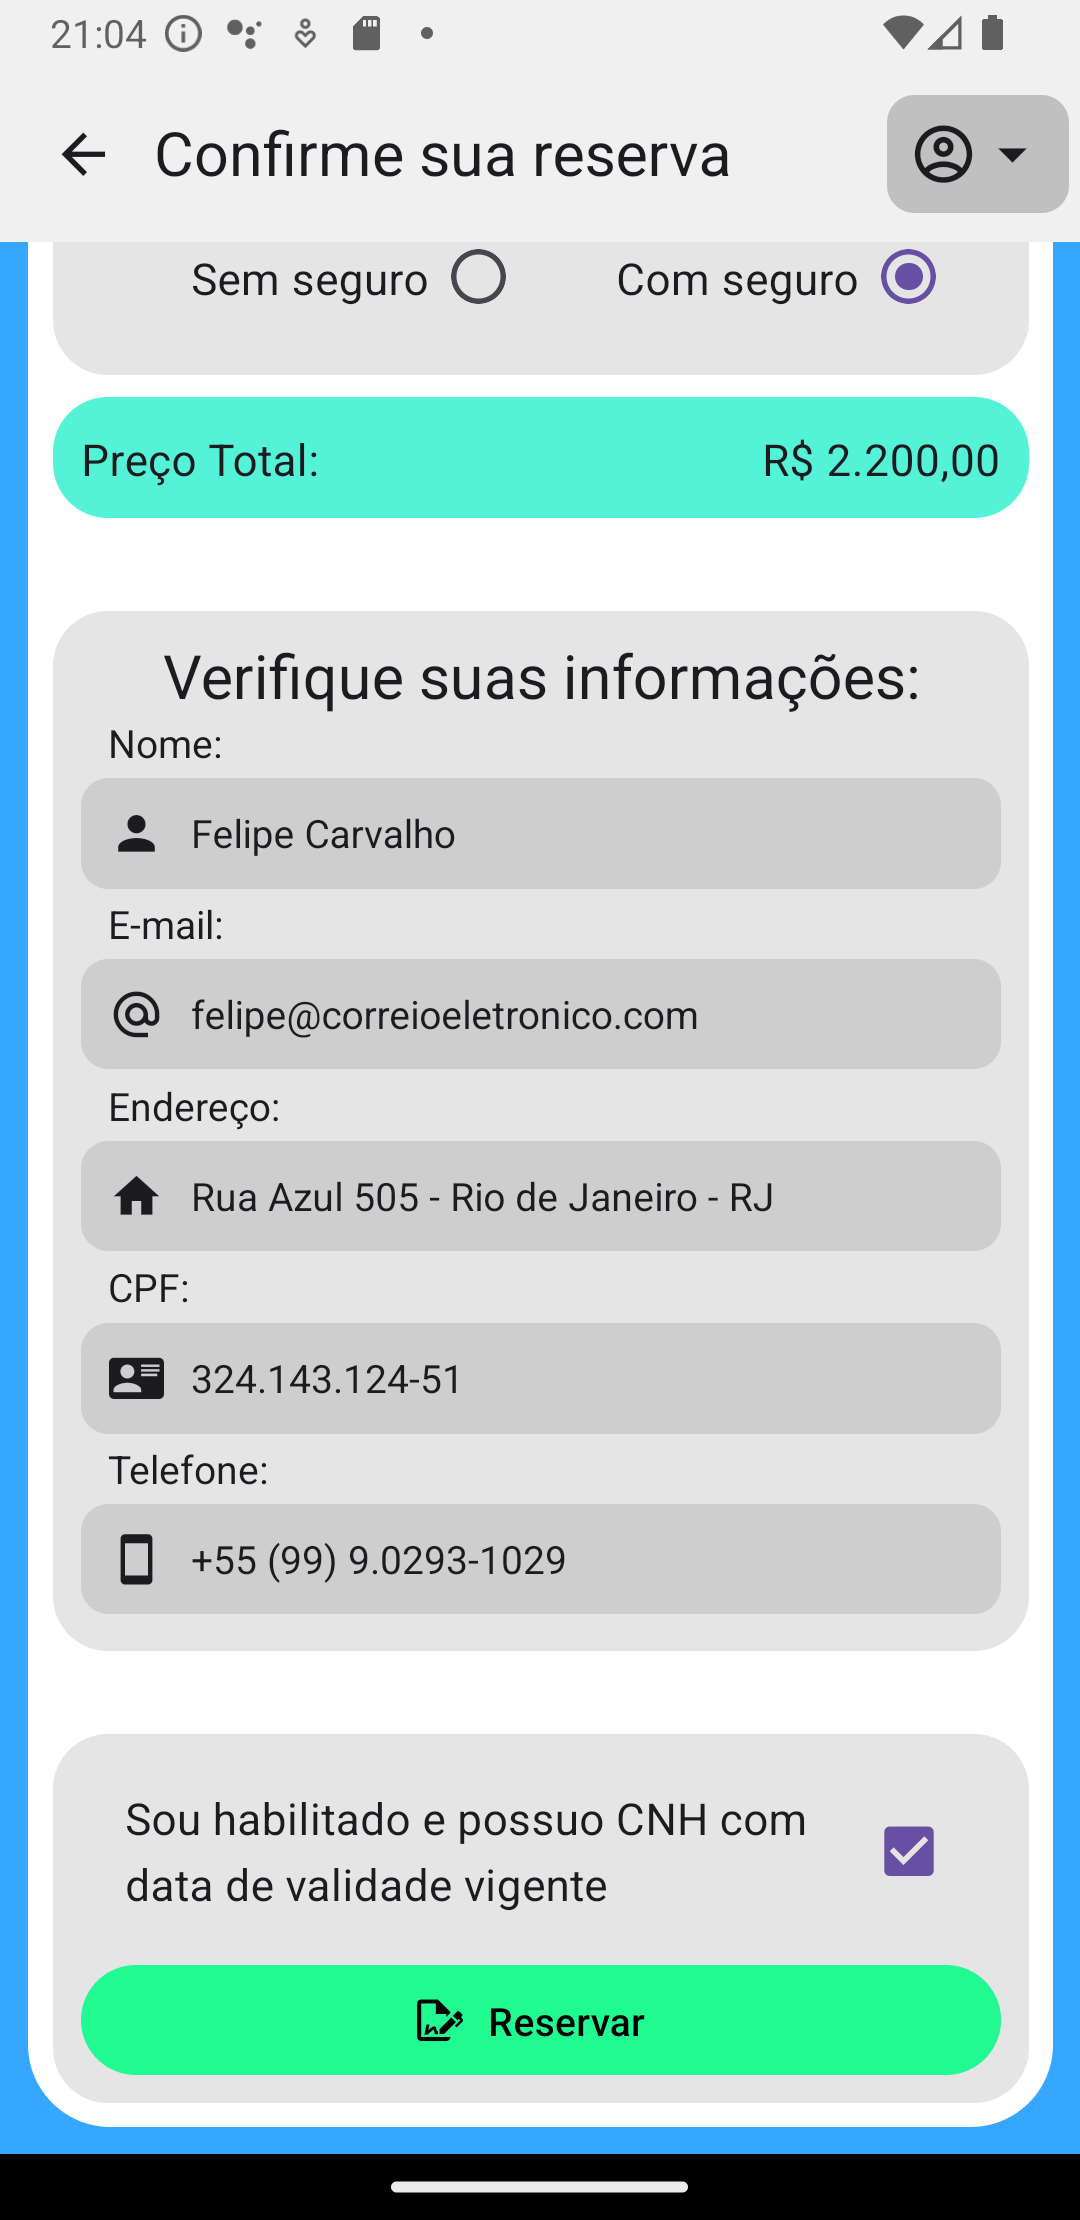 21:04
Confirme sua reserva
Sem seguro Com seguro
Preço Total: R$ 2.200,00
Verifique suas informações:
Nome:
Felipe Carvalho
E-mail:
felipe@correioeletronico.com
Endereço:
Rua Azul 505 - Rio de Janeiro - RJ
CPF:
324.143.124-51
Telefone:
+55 (99) 9.0293-1029
Sou habilitado e possuo CNH com
data de validade vigente
Reservar